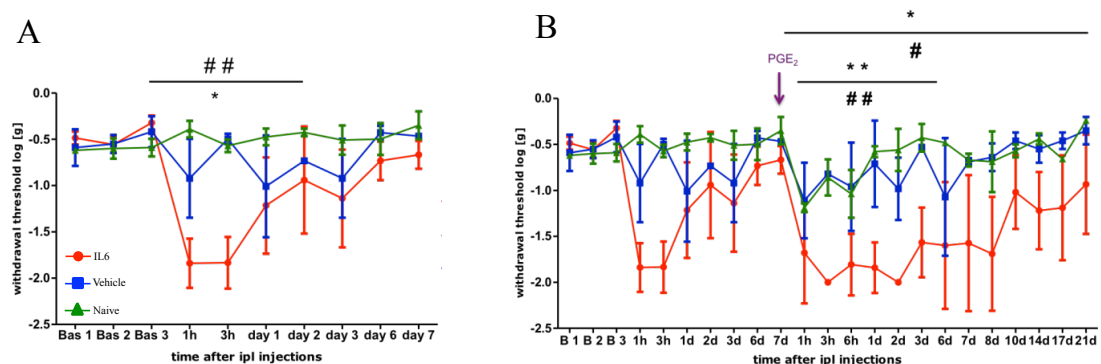 A
# #
*
withdrawal threshold log [g]
0.0
-0.5
-1.0
-1.5
-2.0
-2.5
IL6
Vehicle
Naive
Bas 1 Bas 2 Bas 3 1h 3h day 1 day 2 day 3 day 6 day 7
time after ipl injections
B
*
#
PGE₂
* *
# #
withdrawal threshold log [g]
0.0
-0.5
-1.0
-1.5
-2.0
-2.5
B 1 B 2 B 3 1h 3h 1d 2d 3d 6d 7d 1h 3h 6h 1d 2d 3d 6d 7d 8d 10d 14d 17d 21d
time after ipl injections